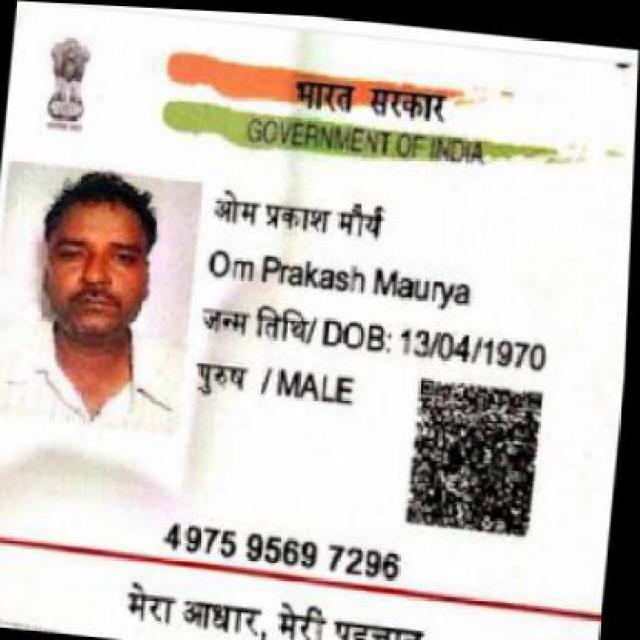 भारत सरकार
GOVERNMENT OF INDIA
ओम प्रकाश मौर्य
Om Prakash Maurya
जन्म तिथि/ DOB: 13/04/1970
पुरुष / MALE
4975 9569 7296
मेरा आधार, मेरी पहचान